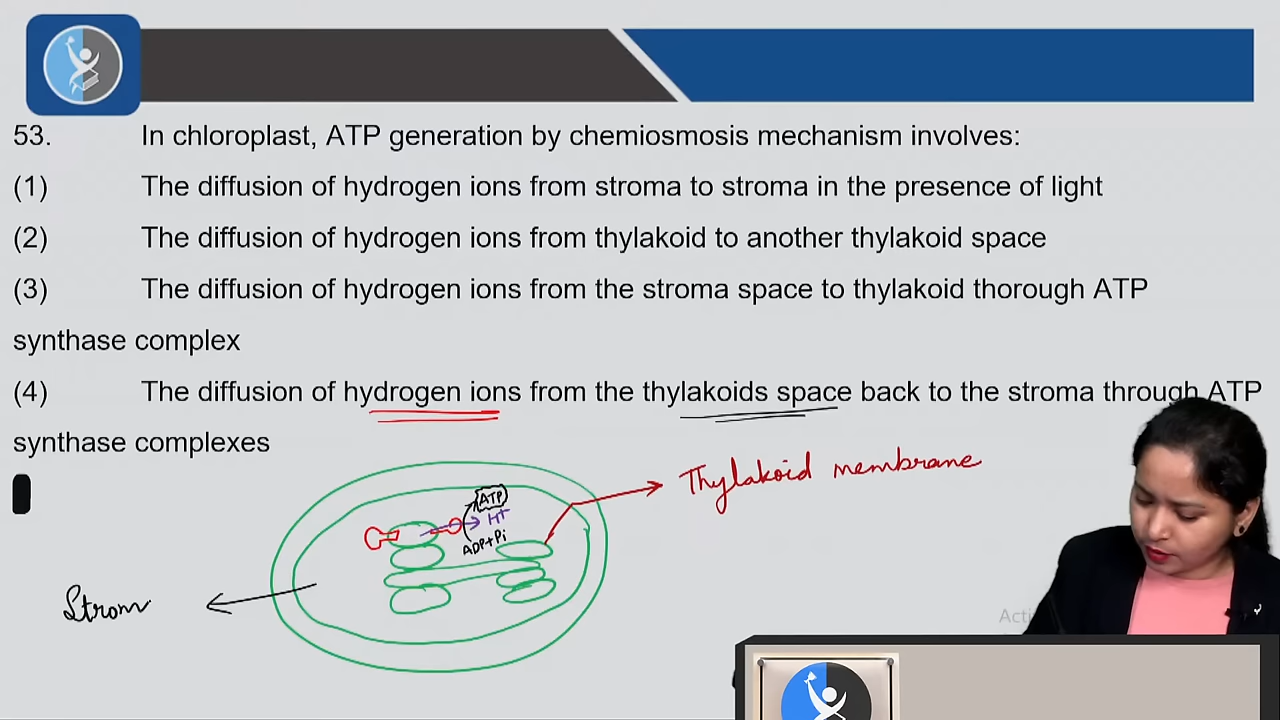 53. In chloroplast, ATP generation by chemiosmosis mechanism involves:
(1) The diffusion of hydrogen ions from stroma to stroma in the presence of light
(2) The diffusion of hydrogen ions from thylakoid to another thylakoid space
(3) The diffusion of hydrogen ions from the stroma space to thylakoid thorough ATP
synthase complex
(4) The diffusion of hydrogen ions from the thylakoids space back to the stroma through ATP
synthase complexes
Thylakoid membrane
ATP
H+
ADP+Pi
Strom
Acti